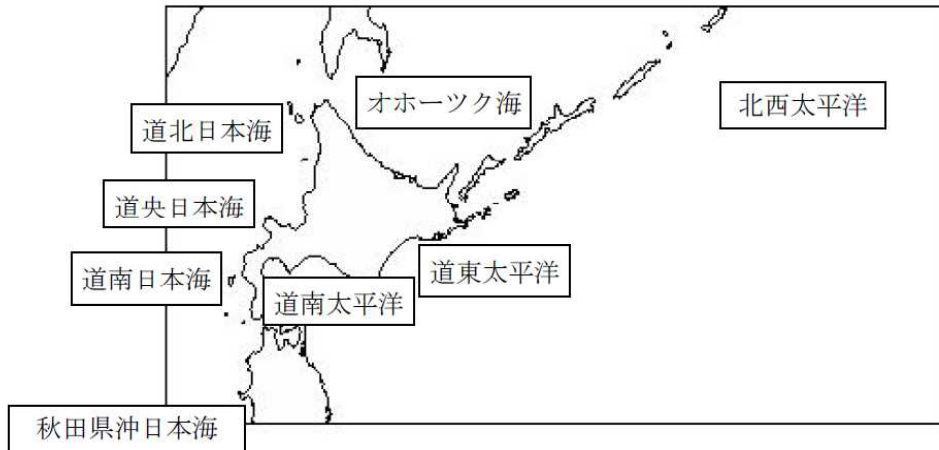 オホーツク海
北西太平洋
道北日本海
道央日本海
道南日本海
道東太平洋
道南太平洋
秋田県沖日本海